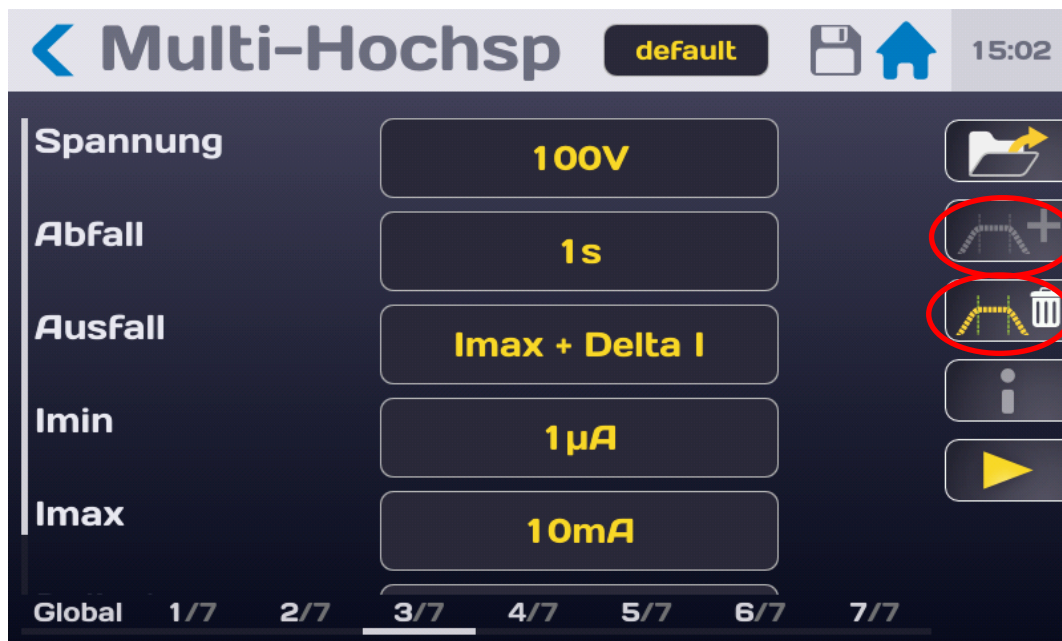 Multi-Hochsp default 15:02
Spannung 100V
Abfall 1s
Ausfall Imax + Delta I
Imin 1µA
Imax 10mA
Global 1/7 2/7 3/7 4/7 5/7 6/7 7/7